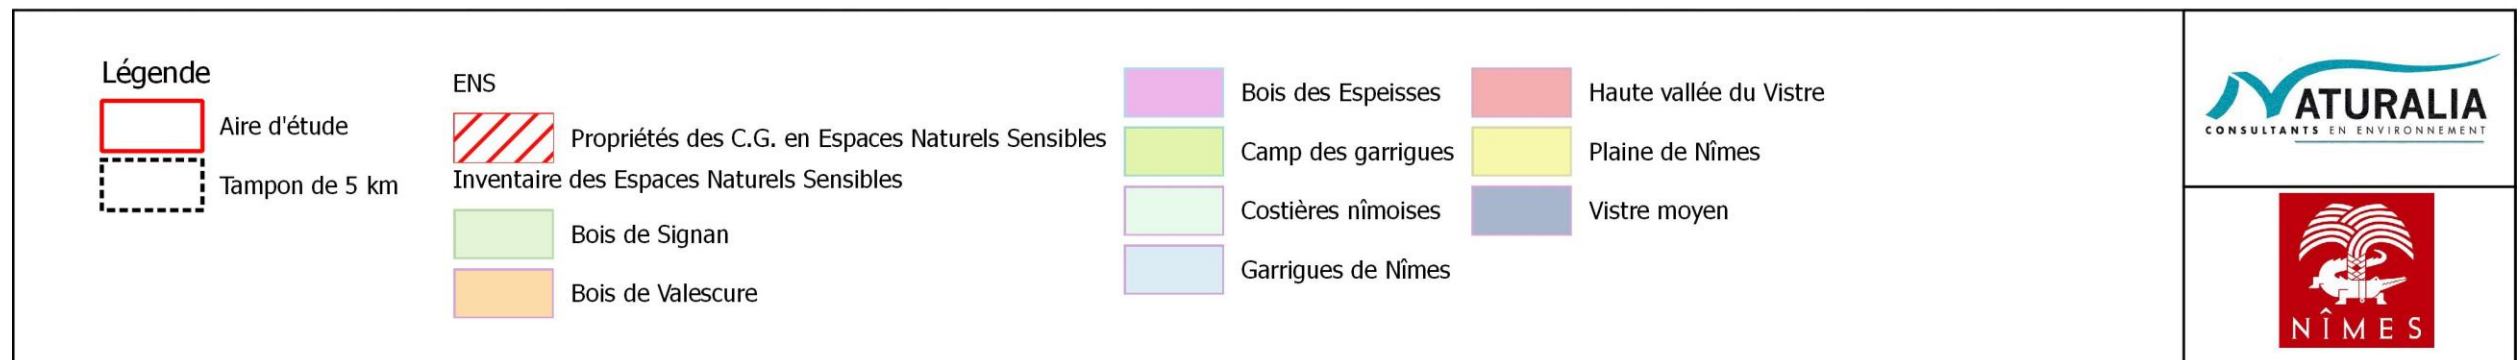 Légende
Aire d'étude
Tampon de 5 km
ENS
Propriétés des C.G. en Espaces Naturels Sensibles
Inventaire des Espaces Naturels Sensibles
Bois de Signan
Bois de Valescure
Bois des Espeisses
Camp des garrigues
Costières nîmoises
Garrigues de Nîmes
Haute vallée du Vistre
Plaine de Nîmes
Vistre moyen
NATURALIA
CONSULTANTS EN ENVIRONNEMENT
NÎMES